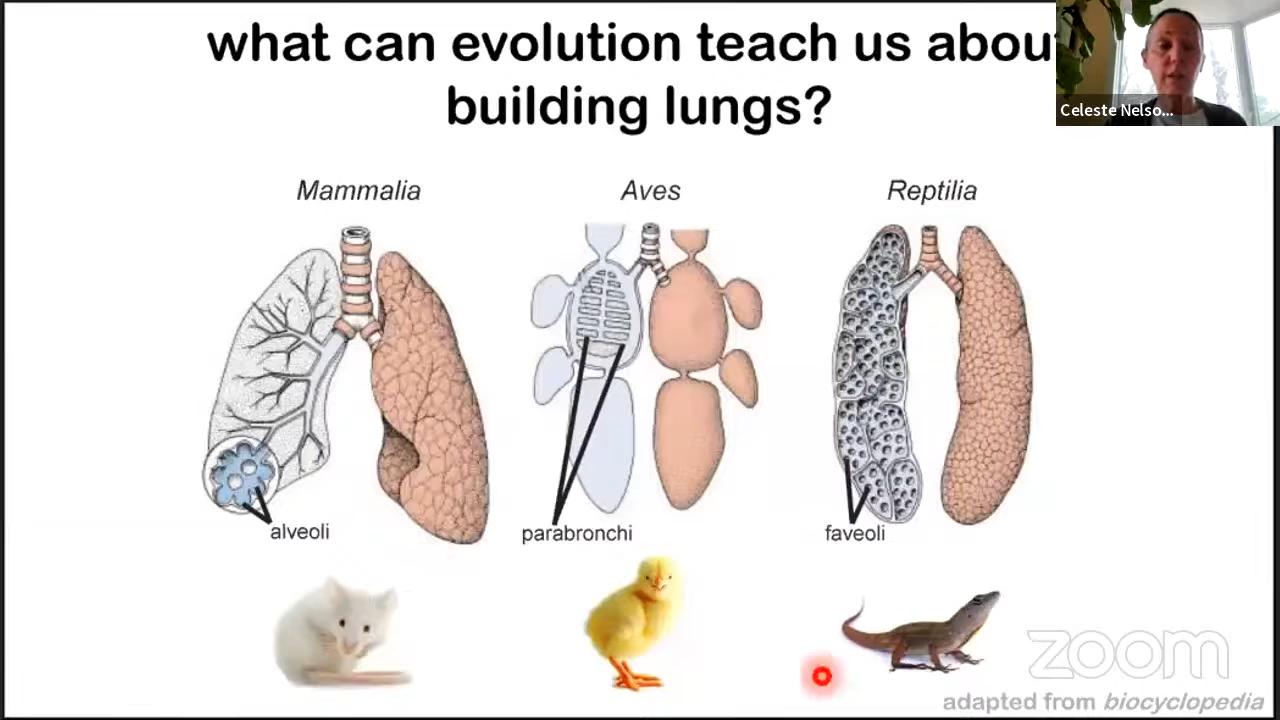 what can evolution teach us abou
building lungs?
Celeste Nelso...
Mammalia
Aves
Reptilia
alveoli
parabronchi
faveoli
zoom
adapted from biocyclopedia